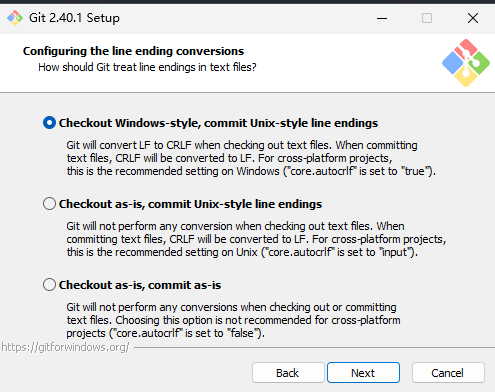 Git 2.40.1 Setup
Configuring the line ending conversions
How should Git treat line endings in text files?
Checkout Windows-style, commit Unix-style line endings
Git will convert LF to CRLF when checking out text files. When committing
text files, CRLF will be converted to LF. For cross-platform projects,
this is the recommended setting on Windows ("core.autocrlf" is set to "true").
Checkout as-is, commit Unix-style line endings
Git will not perform any conversion when checking out text files. When
committing text files, CRLF will be converted to LF. For cross-platform projects,
this is the recommended setting on Unix ("core.autocrlf" is set to "input").
Checkout as-is, commit as-is
Git will not perform any conversions when checking out or committing
text files. Choosing this option is not recommended for cross-platform
projects ("core.autocrlf" is set to "false").
https://gitforwindows.org/
Back
Next
Cancel